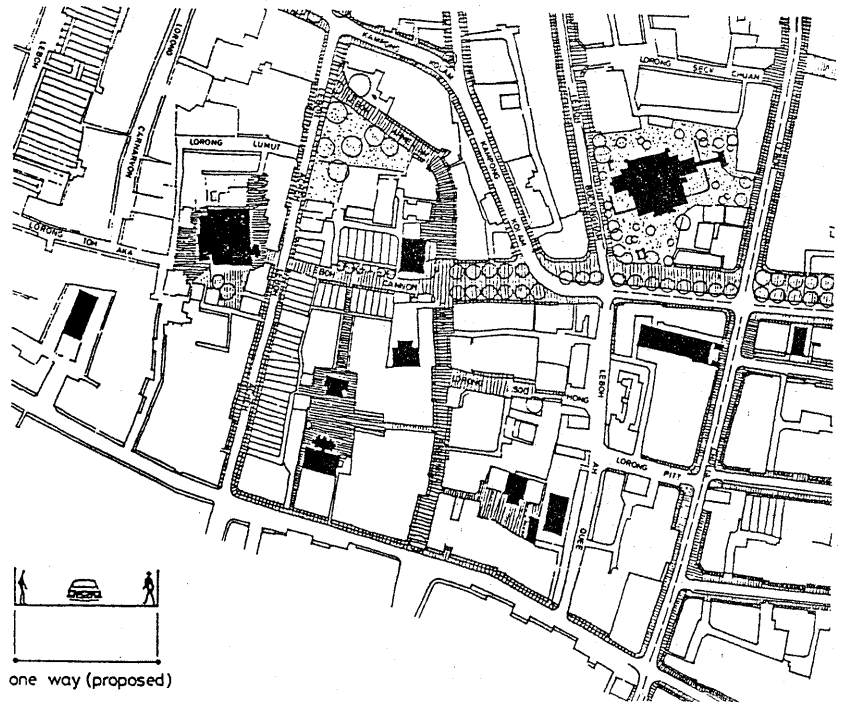 LEBOH
LORONG
CARNARVON
KAMPONG
KOLAM
LORONG SECK CHUAN
LORONG LUMUT
LEBOH
KAMPONG
KOLAM
LORONG
TOH AKA
LEBOH
CANNON
LORONG SOO HONG
LEBOH
AH QUEE
LORONG PITT
one way (proposed)